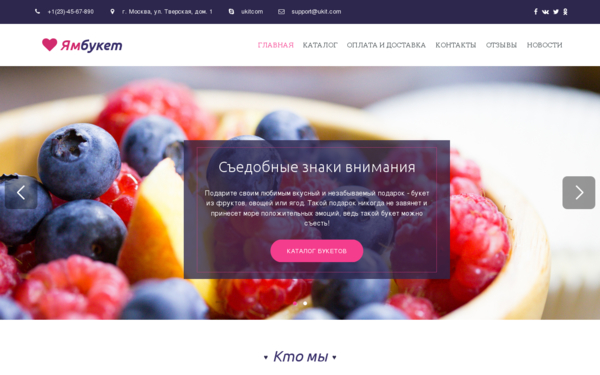 +1(23)-45-67-890 г. Москва, ул. Тверская, дом. 1 ukitcom support@ukit.com
Ямбукет
ГЛАВНАЯ КАТАЛОГ ОПЛАТА И ДОСТАВКА КОНТАКТЫ ОТЗЫВЫ НОВОСТИ
Съедобные знаки внимания
Подарите своим любимым вкусный и незабываемый подарок - букет
из фруктов, овощей или ягод. Такой подарок никогда не завянет и
принесет море положительных эмоций, ведь такой букет можно
съесть!
КАТАЛОГ БУКЕТОВ
Кто мы